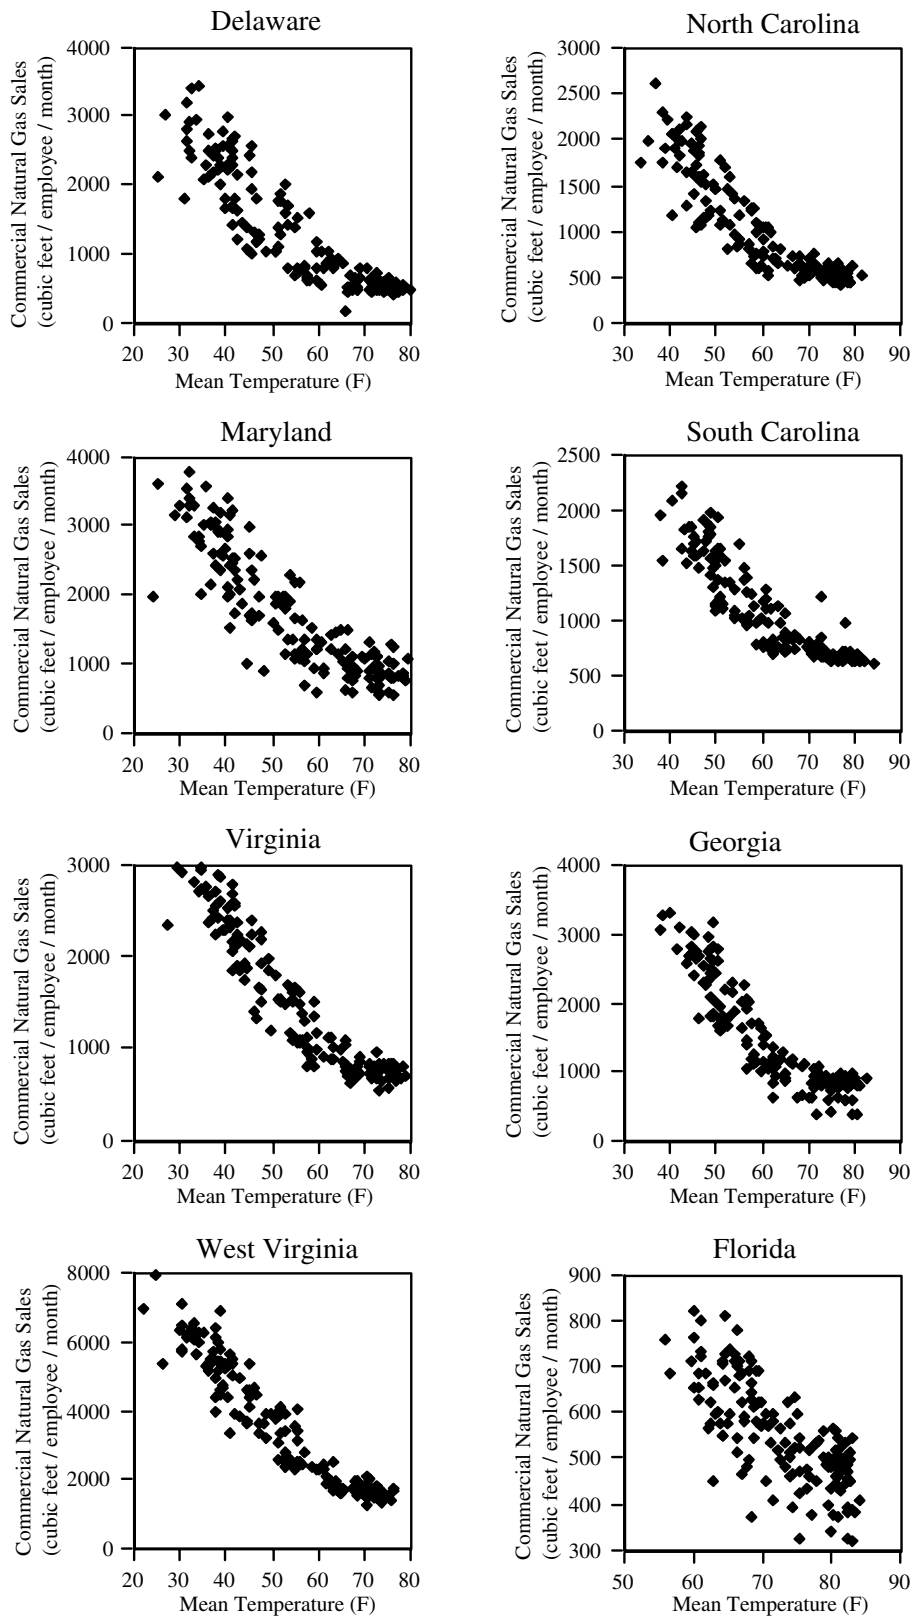 Delaware
Commercial Natural Gas Sales
(cubic feet / employee / month)
4000
3000
2000
1000
0
20 30 40 50 60 70 80
Mean Temperature (F)
North Carolina
Commercial Natural Gas Sales
(cubic feet / employee / month)
3000
2500
2000
1500
1000
500
0
30 40 50 60 70 80 90
Mean Temperature (F)
Maryland
Commercial Natural Gas Sales
(cubic feet / employee / month)
4000
3000
2000
1000
0
20 30 40 50 60 70 80
Mean Temperature (F)
South Carolina
Commercial Natural Gas Sales
(cubic feet / employee / month)
2500
2000
1500
1000
500
0
30 40 50 60 70 80 90
Mean Temperature (F)
Virginia
Commercial Natural Gas Sales
(cubic feet / employee / month)
3000
2000
1000
0
20 30 40 50 60 70 80
Mean Temperature (F)
Georgia
Commercial Natural Gas Sales
(cubic feet / employee / month)
4000
3000
2000
1000
0
30 40 50 60 70 80 90
Mean Temperature (F)
West Virginia
Commercial Natural Gas Sales
(cubic feet / employee / month)
8000
6000
4000
2000
0
20 30 40 50 60 70 80
Mean Temperature (F)
Florida
Commercial Natural Gas Sales
(cubic feet / employee / month)
900
800
700
600
500
400
300
50 60 70 80 90
Mean Temperature (F)